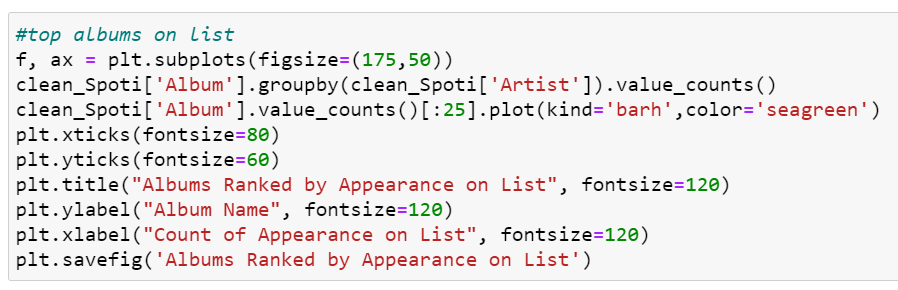 #top albums on list
f, ax = plt.subplots(figsize=(175,50))
clean_Spoti['Album'].groupby(clean_Spoti['Artist']).value_counts()
clean_Spoti['Album'].value_counts()[:25].plot(kind='barh',color='seagreen')
plt.xticks(fontsize=80)
plt.yticks(fontsize=60)
plt.title("Albums Ranked by Appearance on List", fontsize=120)
plt.ylabel("Album Name", fontsize=120)
plt.xlabel("Count of Appearance on List", fontsize=120)
plt.savefig('Albums Ranked by Appearance on List')